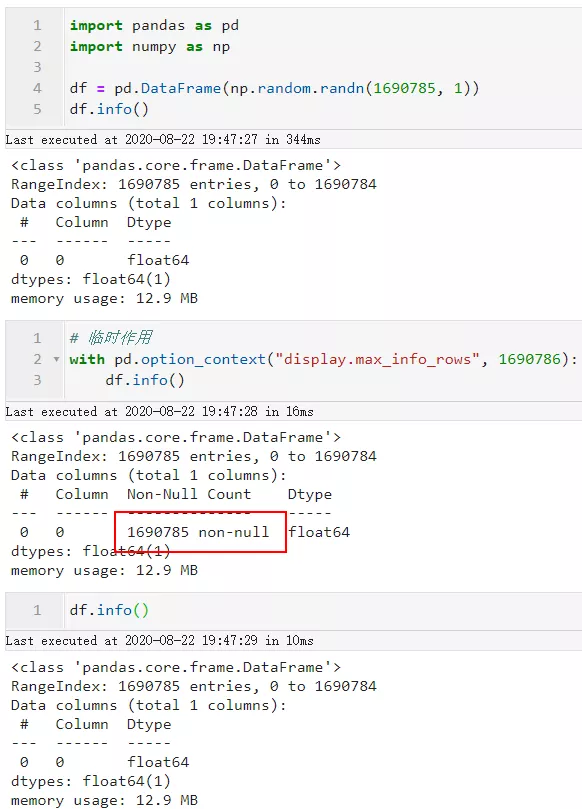 1 import pandas as pd
2 import numpy as np
3
4 df = pd.DataFrame(np.random.randn(1690785, 1))
5 df.info()
Last executed at 2020-08-22 19:47:27 in 344ms
<class 'pandas.core.frame.DataFrame'>
RangeIndex: 1690785 entries, 0 to 1690784
Data columns (total 1 columns):
 #   Column  Dtype
---  ------  -----
 0   0       float64
dtypes: float64(1)
memory usage: 12.9 MB
1 # 临时作用
2 with pd.option_context("display.max_info_rows", 1690786):
3     df.info()
Last executed at 2020-08-22 19:47:28 in 16ms
<class 'pandas.core.frame.DataFrame'>
RangeIndex: 1690785 entries, 0 to 1690784
Data columns (total 1 columns):
 #   Column  Non-Null Count    Dtype
---  ------  --------------    -----
 0   0       1690785 non-null  float64
dtypes: float64(1)
memory usage: 12.9 MB
1 df.info()
Last executed at 2020-08-22 19:47:29 in 10ms
<class 'pandas.core.frame.DataFrame'>
RangeIndex: 1690785 entries, 0 to 1690784
Data columns (total 1 columns):
 #   Column  Dtype
---  ------  -----
 0   0       float64
dtypes: float64(1)
memory usage: 12.9 MB